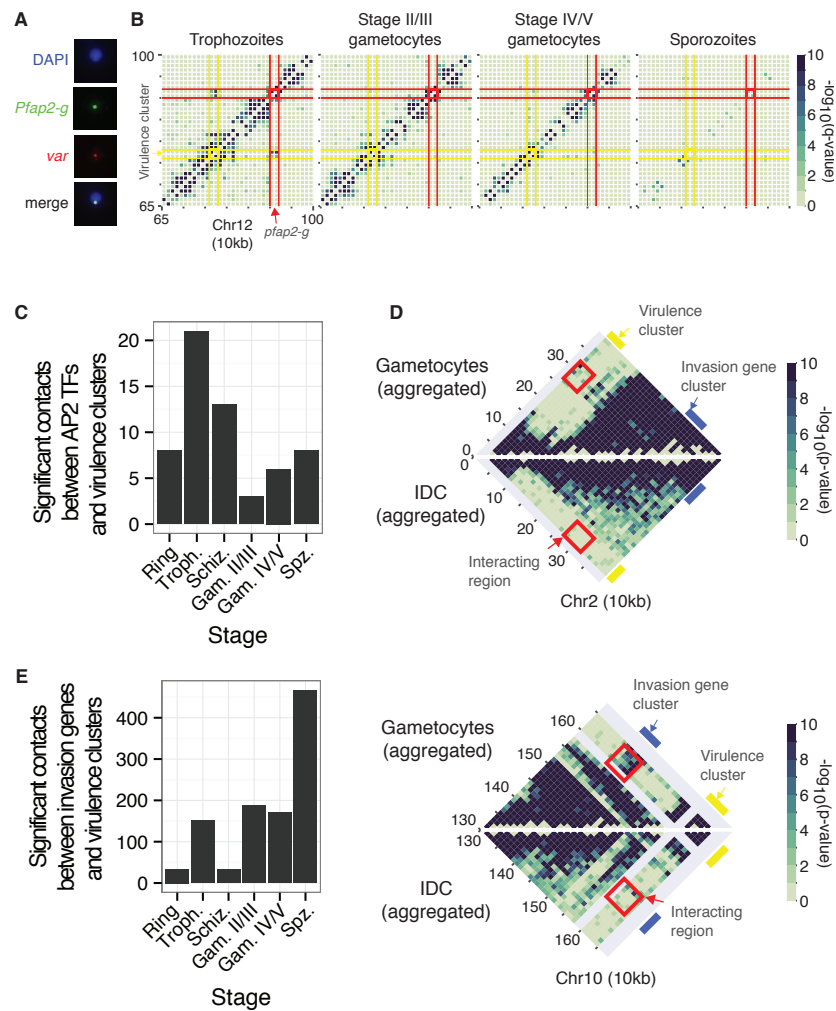 A
DAPI
Pfap2-g
var
merge
B
Trophozoites
Stage II/III
gametocytes
Stage IV/V
gametocytes
Sporozoites
100
Virulence cluster
65
65
100
Chr12
(10kb)
pfap2-g
10
8
6
4
2
0
-log10(q-value)
C
Significant contacts
between AP2 TFs
and virulence clusters
20
15
10
5
0
Ring
Troph.
Schiz.
Gam. II/III
Gam. IV/V
Spz.
Stage
D
Gametocytes
(aggregated)
Virulence
cluster
Invasion gene
cluster
30
20
10
0
0
10
20
30
IDC
(aggregated)
Interacting
region
Chr2 (10kb)
10
8
6
4
2
0
-log10(p-value)
E
Significant contacts
between invasion genes
and virulence clusters
400
300
200
100
0
Ring
Troph.
Schiz.
Gam. II/III
Gam. IV/V
Spz.
Stage
Gametocytes
(aggregated)
Invasion gene
cluster
Virulence
cluster
160
150
140
130
130
140
150
160
IDC
(aggregated)
Interacting
region
Chr10 (10kb)
10
8
6
4
2
0
-log10(p-value)